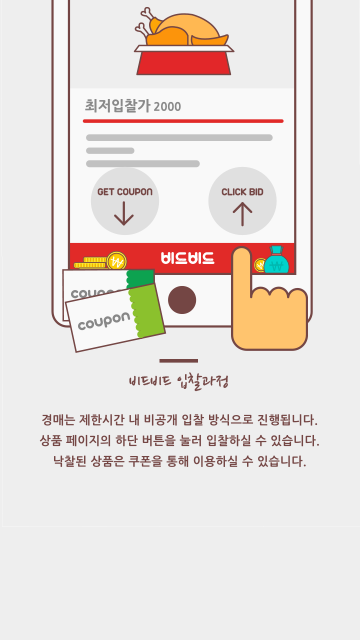 최저입찰가 2000
GET COUPON
CLICK BID
비드비드
coupon
coupon
비드비드 입찰과정
경매는 제한시간 내 비공개 입찰 방식으로 진행됩니다.
상품 페이지의 하단 버튼을 눌러 입찰하실 수 있습니다.
낙찰된 상품은 쿠폰을 통해 이용하실 수 있습니다.